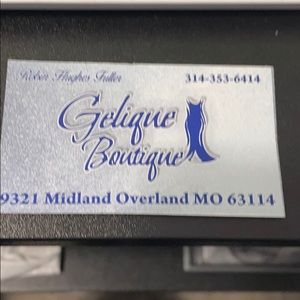 Robin Hughes Fuller 314-353-6414
Gelique
Boutique
9321 Midland Overland MO 63114